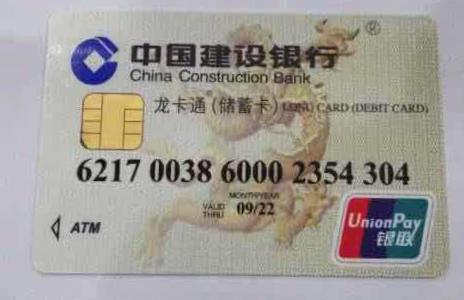 ®
中国建设银行
China Construction Bank
龙卡通(储蓄卡) LONG CARD (DEBIT CARD)
6217 0038 6000 2354 304
MONTH/YEAR
VALID THRU 09/22
ATM
UnionPay
银联